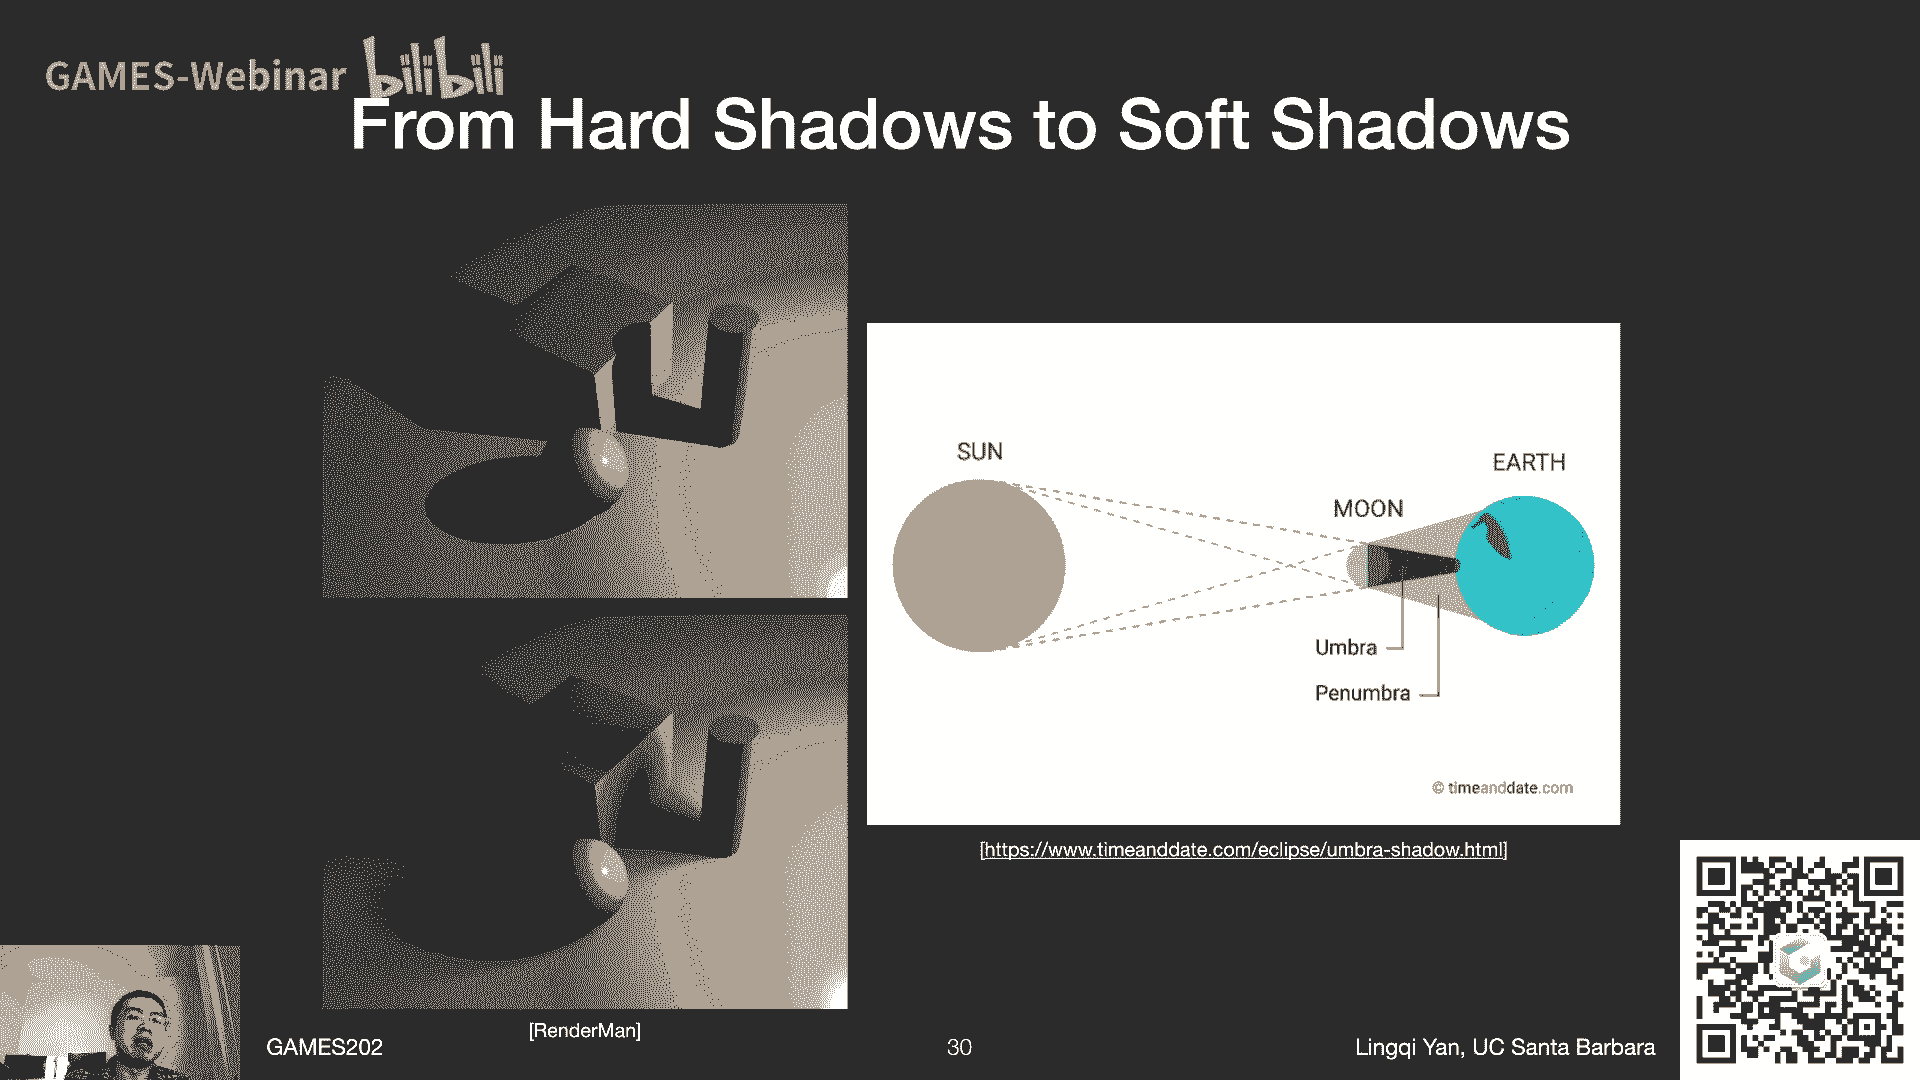 GAMES-Webinar bilibili
From Hard Shadows to Soft Shadows
SUN
MOON
EARTH
Umbra
Penumbra
© timeanddate.com
[https://www.timeanddate.com/eclipse/umbra-shadow.html]
[RenderMan]
GAMES202
30
Lingqi Yan, UC Santa Barbara